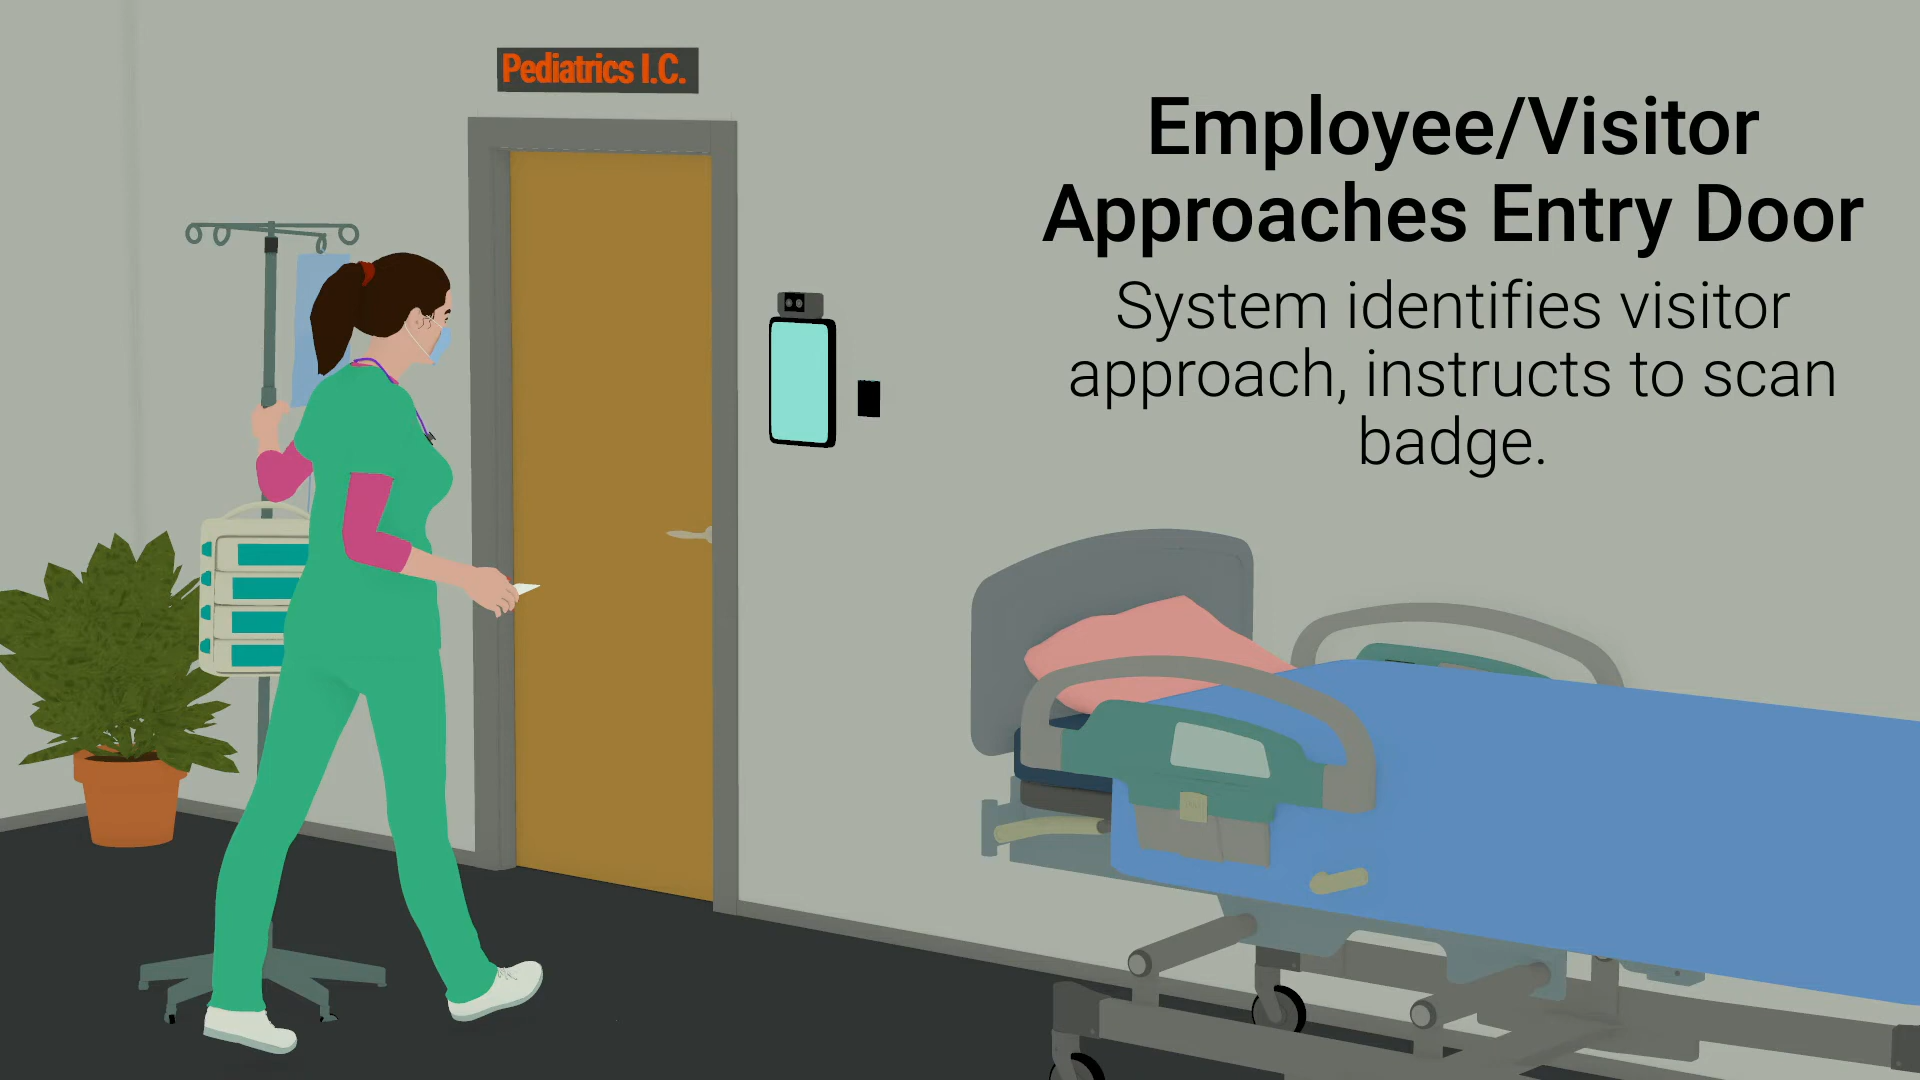 Pediatrics I.C.
Employee/Visitor
Approaches Entry Door
System identifies visitor
approach, instructs to scan
badge.